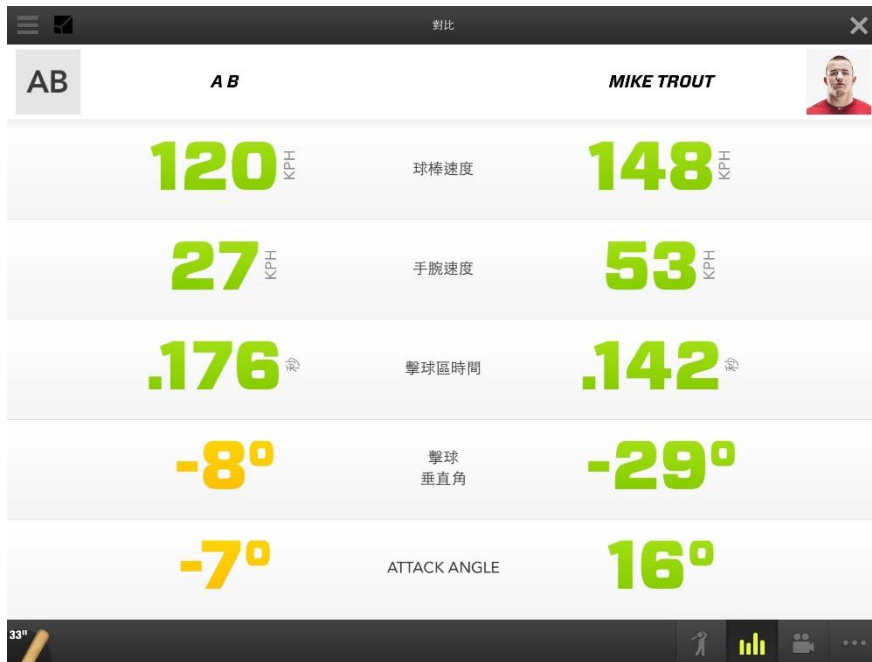 對比
AB
A B
MIKE TROUT
120 KPH
球棒速度
148 KPH
27 KPH
手腕速度
53 KPH
.176 秒
擊球區時間
.142 秒
-8°
擊球
垂直角
-29°
-7°
ATTACK ANGLE
16°
33"